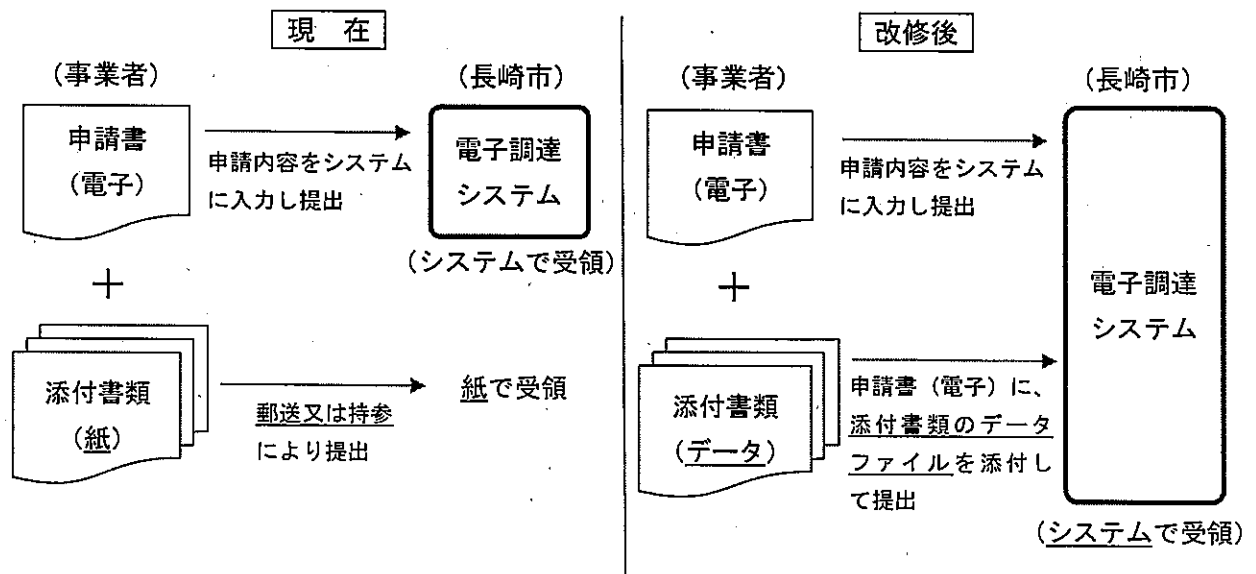 現 在
(事業者)
(長崎市)
申請書
(電子)
申請内容をシステム
に入力し提出
電子調達
システム
(システムで受領)
＋
添付書類
(紙)
郵送又は持参
により提出
紙で受領
改修後
(事業者)
(長崎市)
申請書
(電子)
申請内容をシステム
に入力し提出
＋
添付書類
(データ)
申請書(電子)に、
添付書類のデータ
ファイルを添付し
て提出
電子調達
システム
(システムで受領)